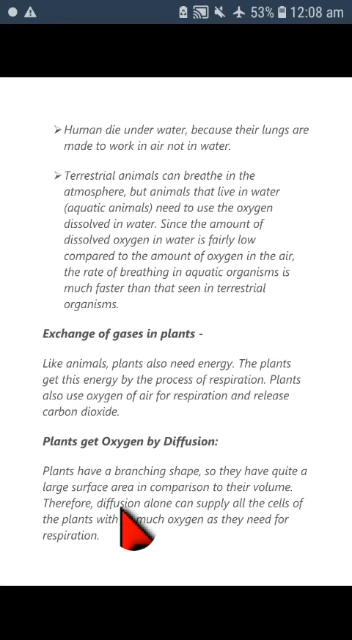 53% 12:08 am
➢ Human die under water, because their lungs are
made to work in air not in water.
➢ Terrestrial animals can breathe in the
atmosphere, but animals that live in water
(aquatic animals) need to use the oxygen
dissolved in water. Since the amount of
dissolved oxygen in water is fairly low
compared to the amount of oxygen in the air,
the rate of breathing in aquatic organisms is
much faster than that seen in terrestrial
organisms.
Exchange of gases in plants -
Like animals, plants also need energy. The plants
get this energy by the process of respiration. Plants
also use oxygen of air for respiration and release
carbon dioxide.
Plants get Oxygen by Diffusion:
Plants have a branching shape, so they have quite a
large surface area in comparison to their volume.
Therefore, diffusion alone can supply all the cells of
the plants with much oxygen as they need for
respiration.